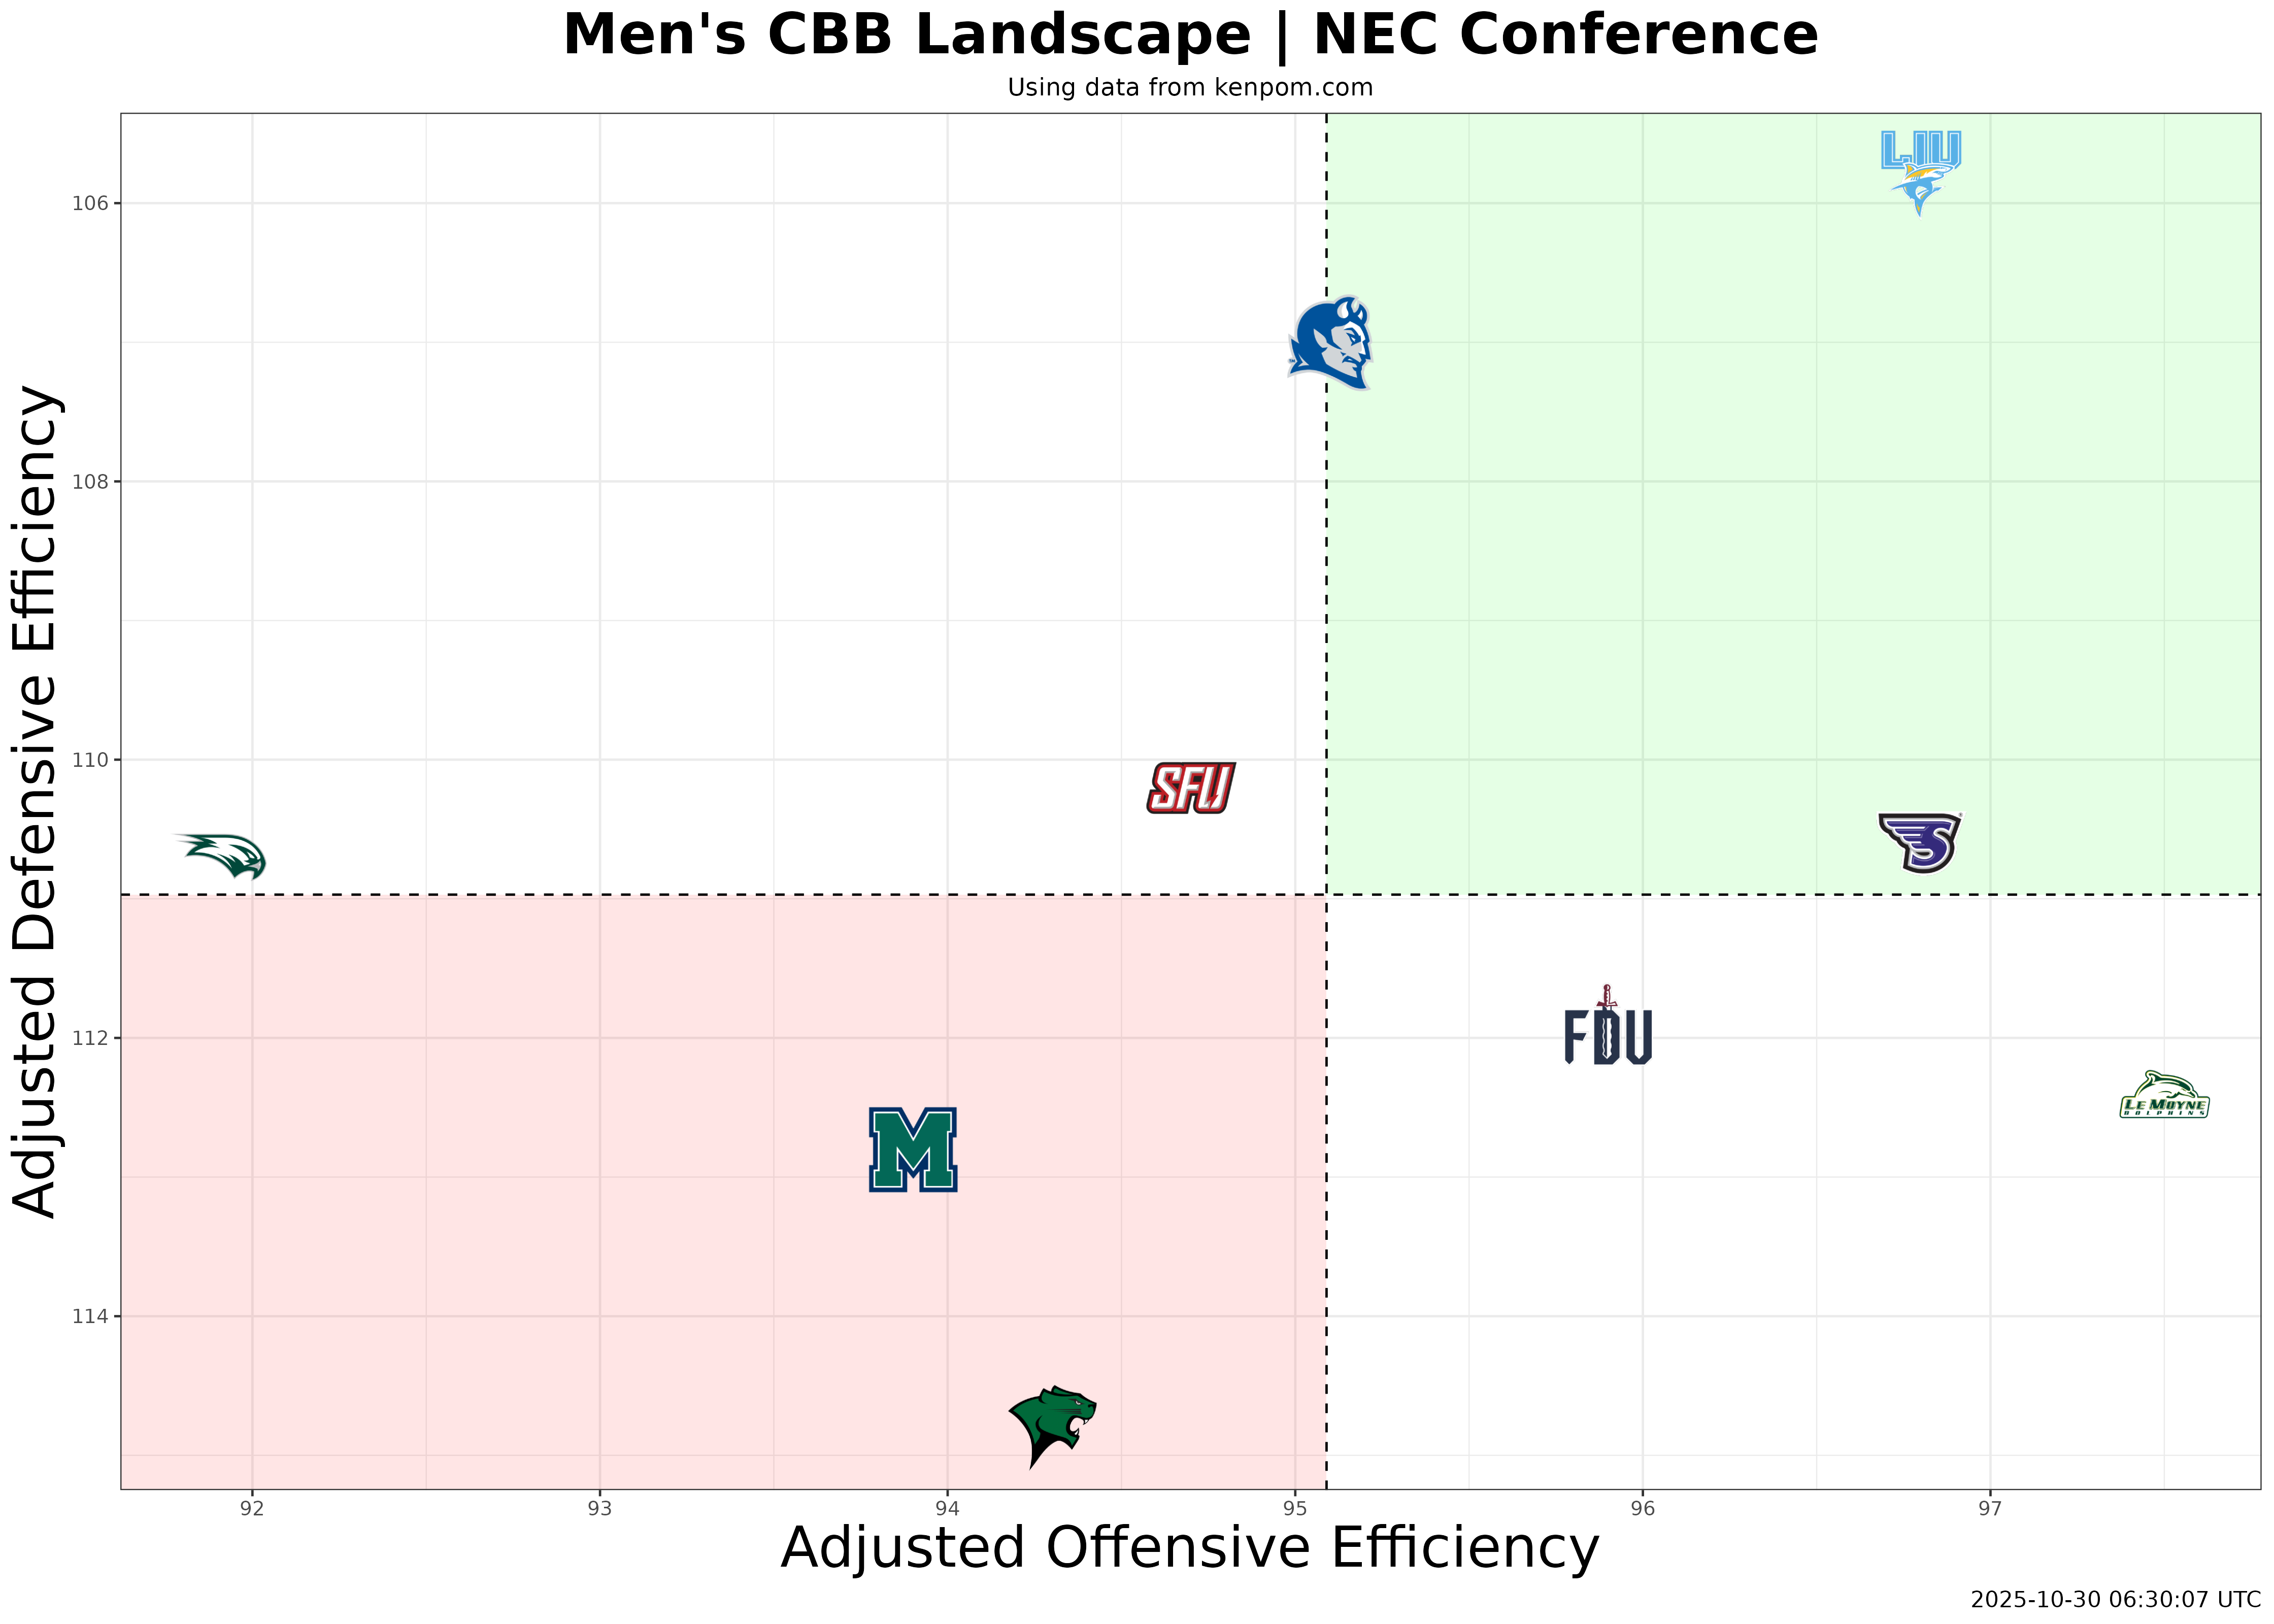 Men's CBB Landscape | NEC Conference
Using data from kenpom.com
Adjusted Defensive Efficiency
106
108
110
112
114
LIU
SFU
S
FDU
LE MOYNE
DOLPHINS
M
92
93
94
95
96
97
Adjusted Offensive Efficiency
2025-10-30 06:30:07 UTC